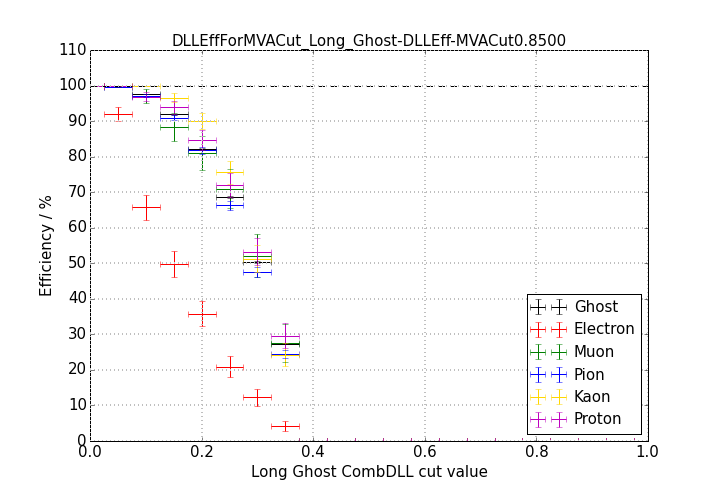 DLLEffForMVACut_Long_Ghost-DLLEff-MVACut0.8500
110
100
90
80
70
60
50
40
30
20
10
0
Efficiency / %
Ghost
Electron
Muon
Pion
Kaon
Proton
0.0 0.2 0.4 0.6 0.8 1.0
Long Ghost CombDLL cut value